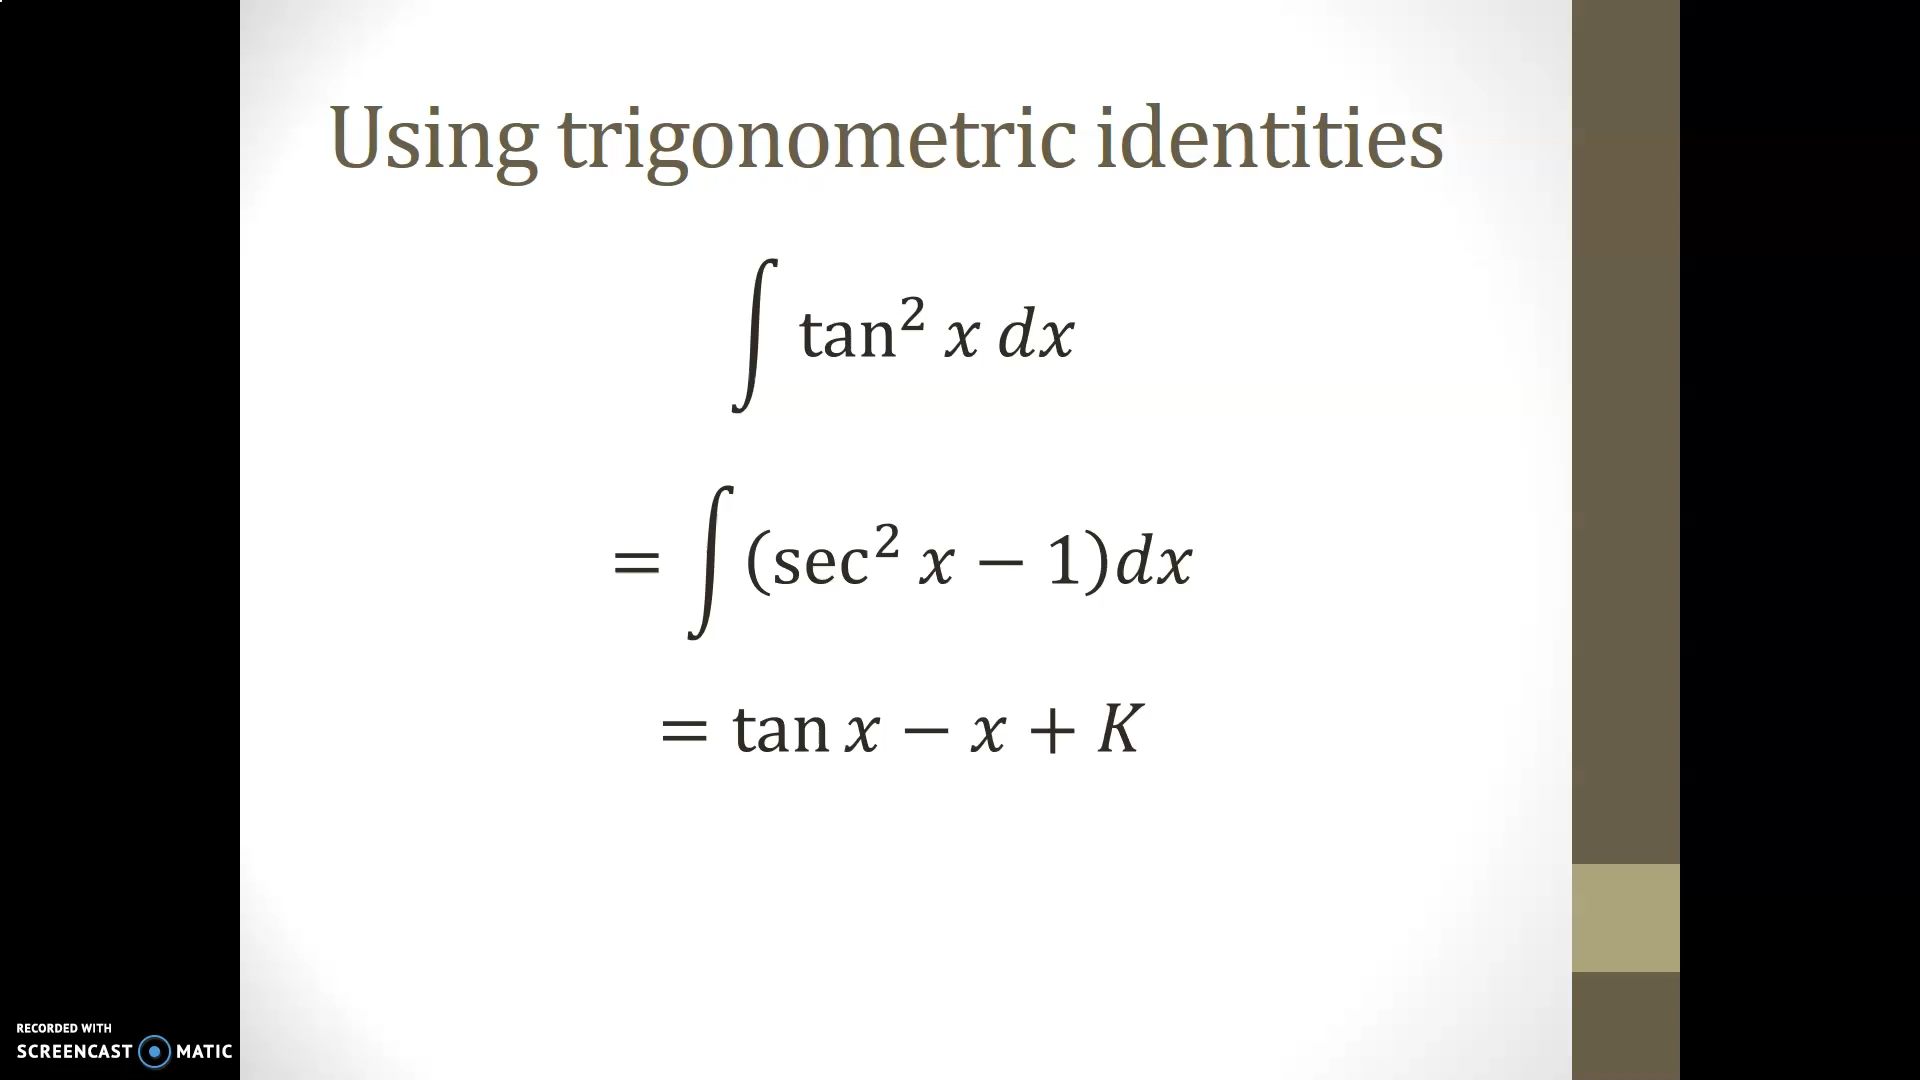 Using trigonometric identities
∫ tan² x dx
= ∫ (sec² x − 1)dx
= tan x − x + K
RECORDED WITH
SCREENCAST MATIC